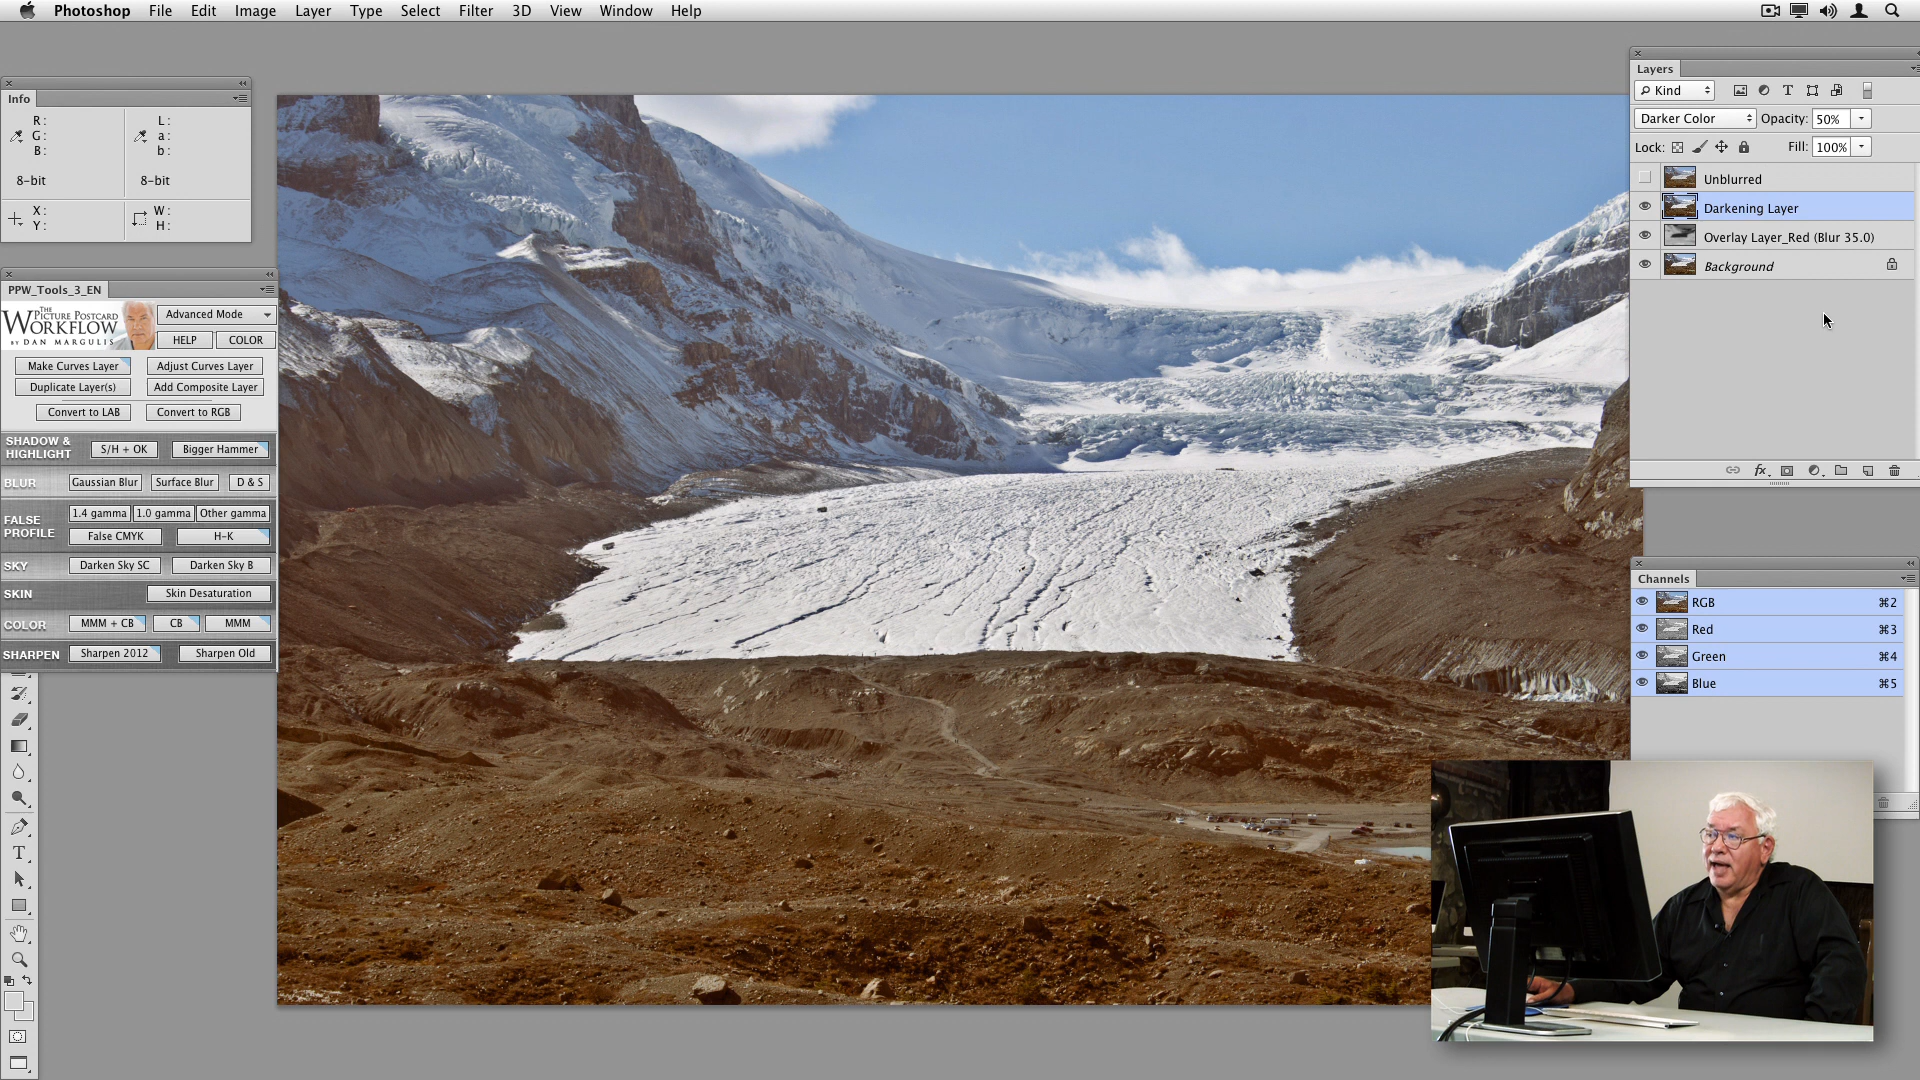 Photoshop File Edit Image Layer Type Select Filter 3D View Window Help
Info
R: L:
G: a:
B: b:
8-bit 8-bit
X: W:
Y: H:
PPW_Tools_3_EN
THE PICTURE POSTCARD
WORKFLOW
BY DAN MARGULIS
Advanced Mode
HELP COLOR
Make Curves Layer Adjust Curves Layer
Duplicate Layer(s) Add Composite Layer
Convert to LAB Convert to RGB
SHADOW & HIGHLIGHT S/H + OK Bigger Hammer
BLUR Gaussian Blur Surface Blur D & S
FALSE PROFILE 1.4 gamma 1.0 gamma Other gamma
False CMYK H-K
SKY Darken Sky SC Darken Sky B
SKIN Skin Desaturation
COLOR MMM + CB CB MMM
SHARPEN Sharpen 2012 Sharpen Old
T
Layers
Kind T
Darker Color Opacity: 50%
Lock: Fill: 100%
Unblurred
Darkening Layer
Overlay Layer_Red (Blur 35.0)
Background
fx
Channels
RGB ⌘2
Red ⌘3
Green ⌘4
Blue ⌘5